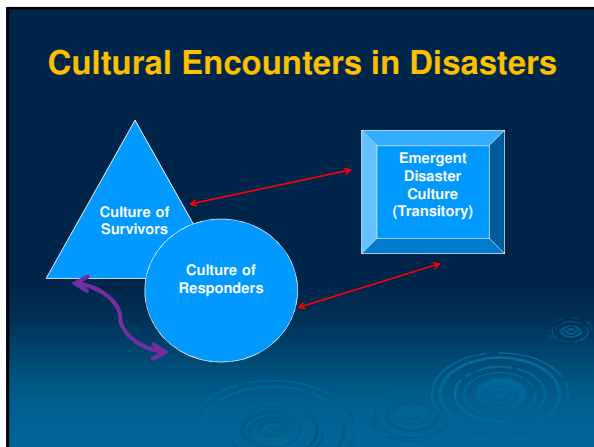 Cultural Encounters in Disasters
Culture of
Survivors
Culture of
Responders
Emergent
Disaster
Culture
(Transitory)